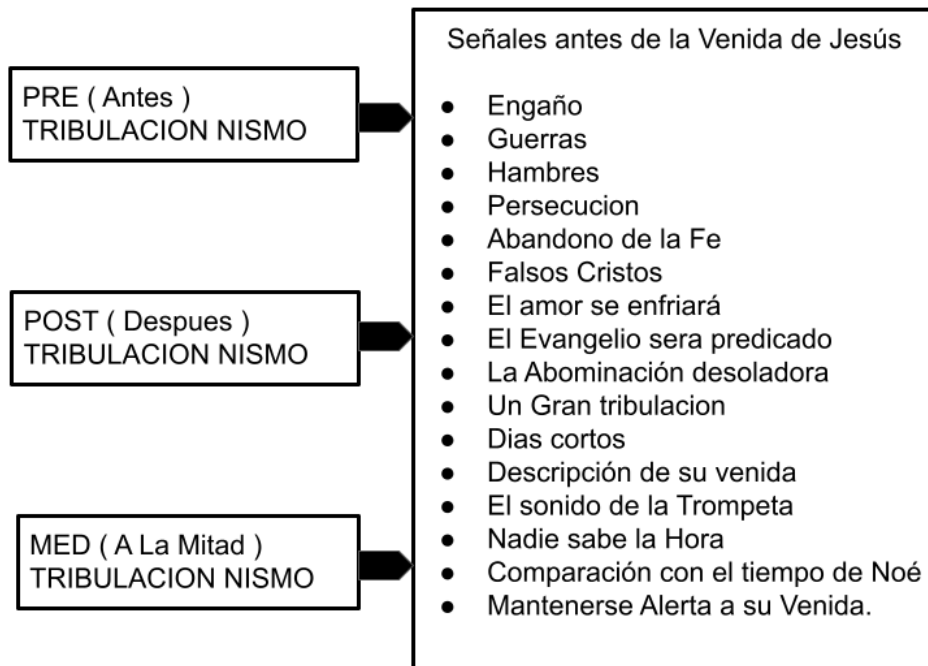 PRE ( Antes )
TRIBULACION NISMO
POST ( Despues )
TRIBULACION NISMO
MED ( A La Mitad )
TRIBULACION NISMO
Señales antes de la Venida de Jesús
● Engaño
● Guerras
● Hambres
● Persecucion
● Abandono de la Fe
● Falsos Cristos
● El amor se enfriará
● El Evangelio sera predicado
● La Abominación desoladora
● Un Gran tribulacion
● Dias cortos
● Descripción de su venida
● El sonido de la Trompeta
● Nadie sabe la Hora
● Comparación con el tiempo de Noé
● Mantenerse Alerta a su Venida.